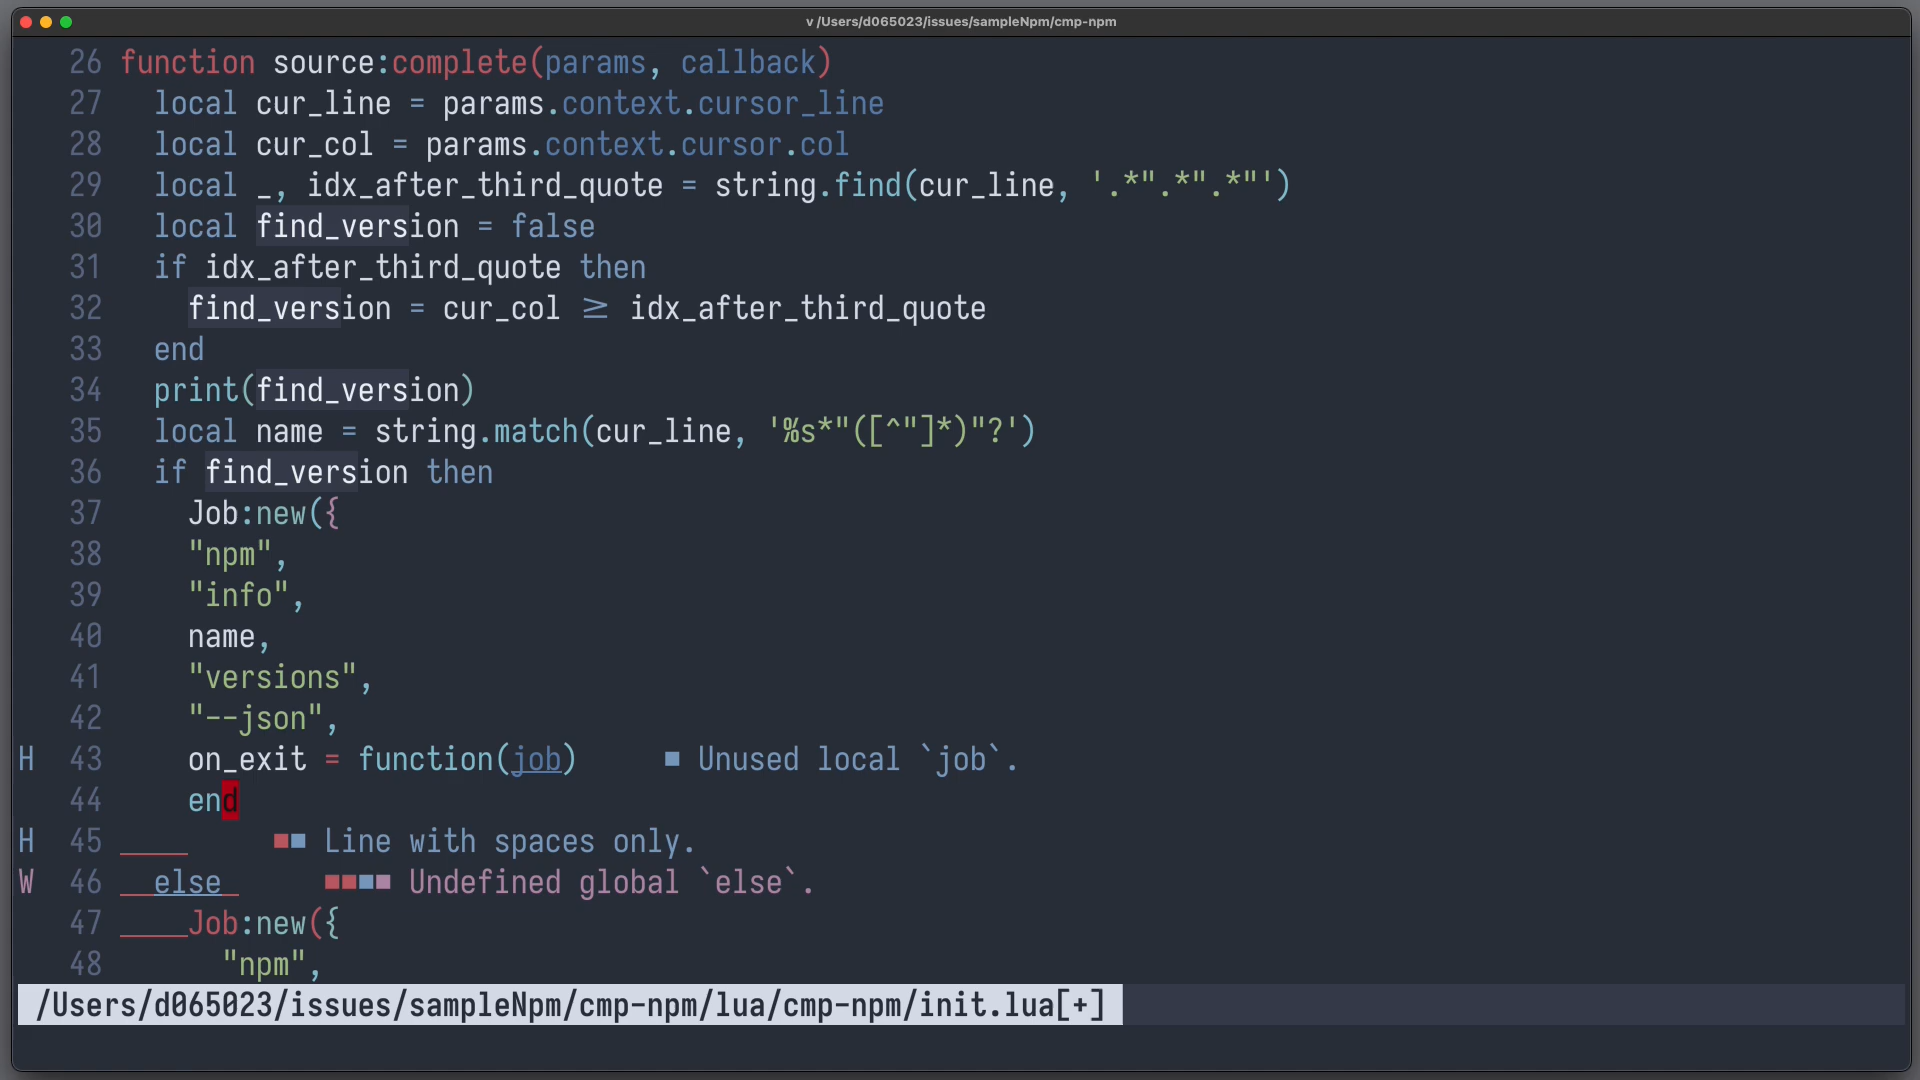 v /Users/d065023/issues/sampleNpm/cmp-npm
26 function source:complete(params, callback)
27   local cur_line = params.context.cursor_line
28   local cur_col = params.context.cursor.col
29   local _, idx_after_third_quote = string.find(cur_line, '.*".*".*"')
30   local find_version = false
31   if idx_after_third_quote then
32     find_version = cur_col ≥ idx_after_third_quote
33   end
34   print(find_version)
35   local name = string.match(cur_line, '%s*"([^"]*)"?')
36   if find_version then
37     Job:new({
38     "npm",
39     "info",
40     name,
41     "versions",
42     "--json",
H 43     on_exit = function(job)     ■ Unused local `job`.
44     end
H 45 ____     ■■ Line with spaces only.
W 46 __else_     ■■■■ Undefined global `else`.
47 ____Job:new({
48       "npm",
/Users/d065023/issues/sampleNpm/cmp-npm/lua/cmp-npm/init.lua[+]